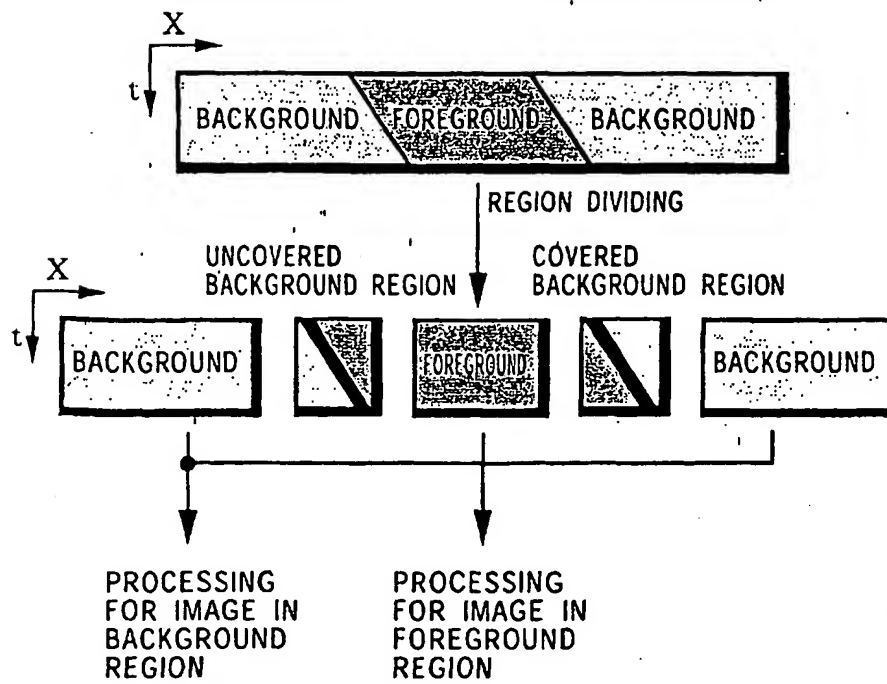 X
t
BACKGROUND FOREGROUND BACKGROUND
REGION DIVIDING
UNCOVERED
BACKGROUND REGION
COVERED
BACKGROUND REGION
X
t
BACKGROUND FOREGROUND BACKGROUND
PROCESSING
FOR IMAGE IN
BACKGROUND
REGION
PROCESSING
FOR IMAGE IN
FOREGROUND
REGION